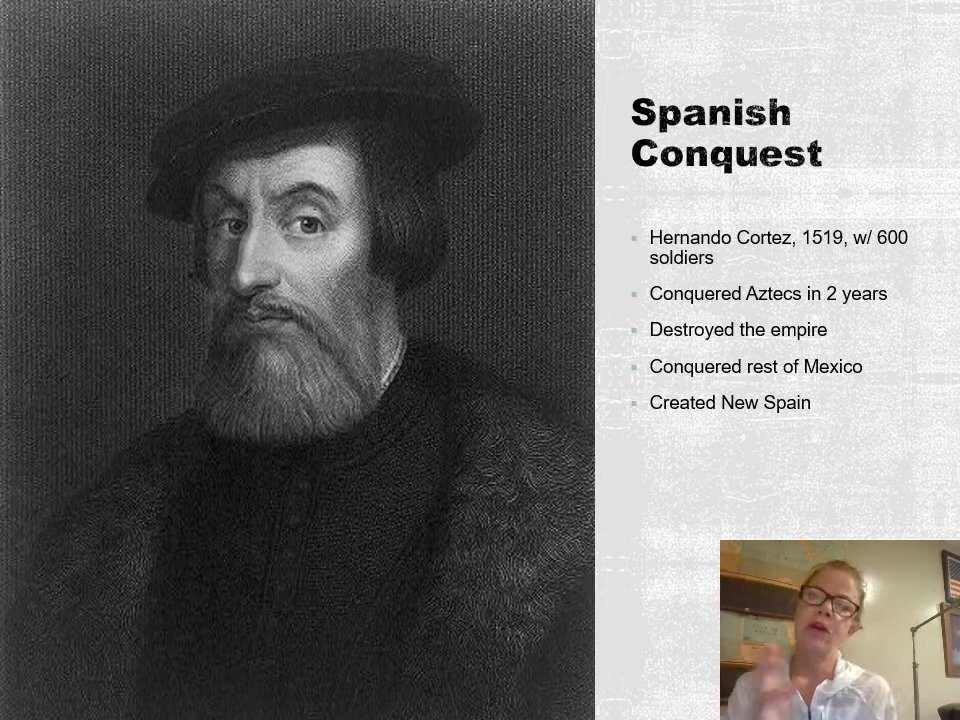 Spanish
Conquest
Hernando Cortez, 1519, w/ 600
soldiers
Conquered Aztecs in 2 years
Destroyed the empire
Conquered rest of Mexico
Created New Spain